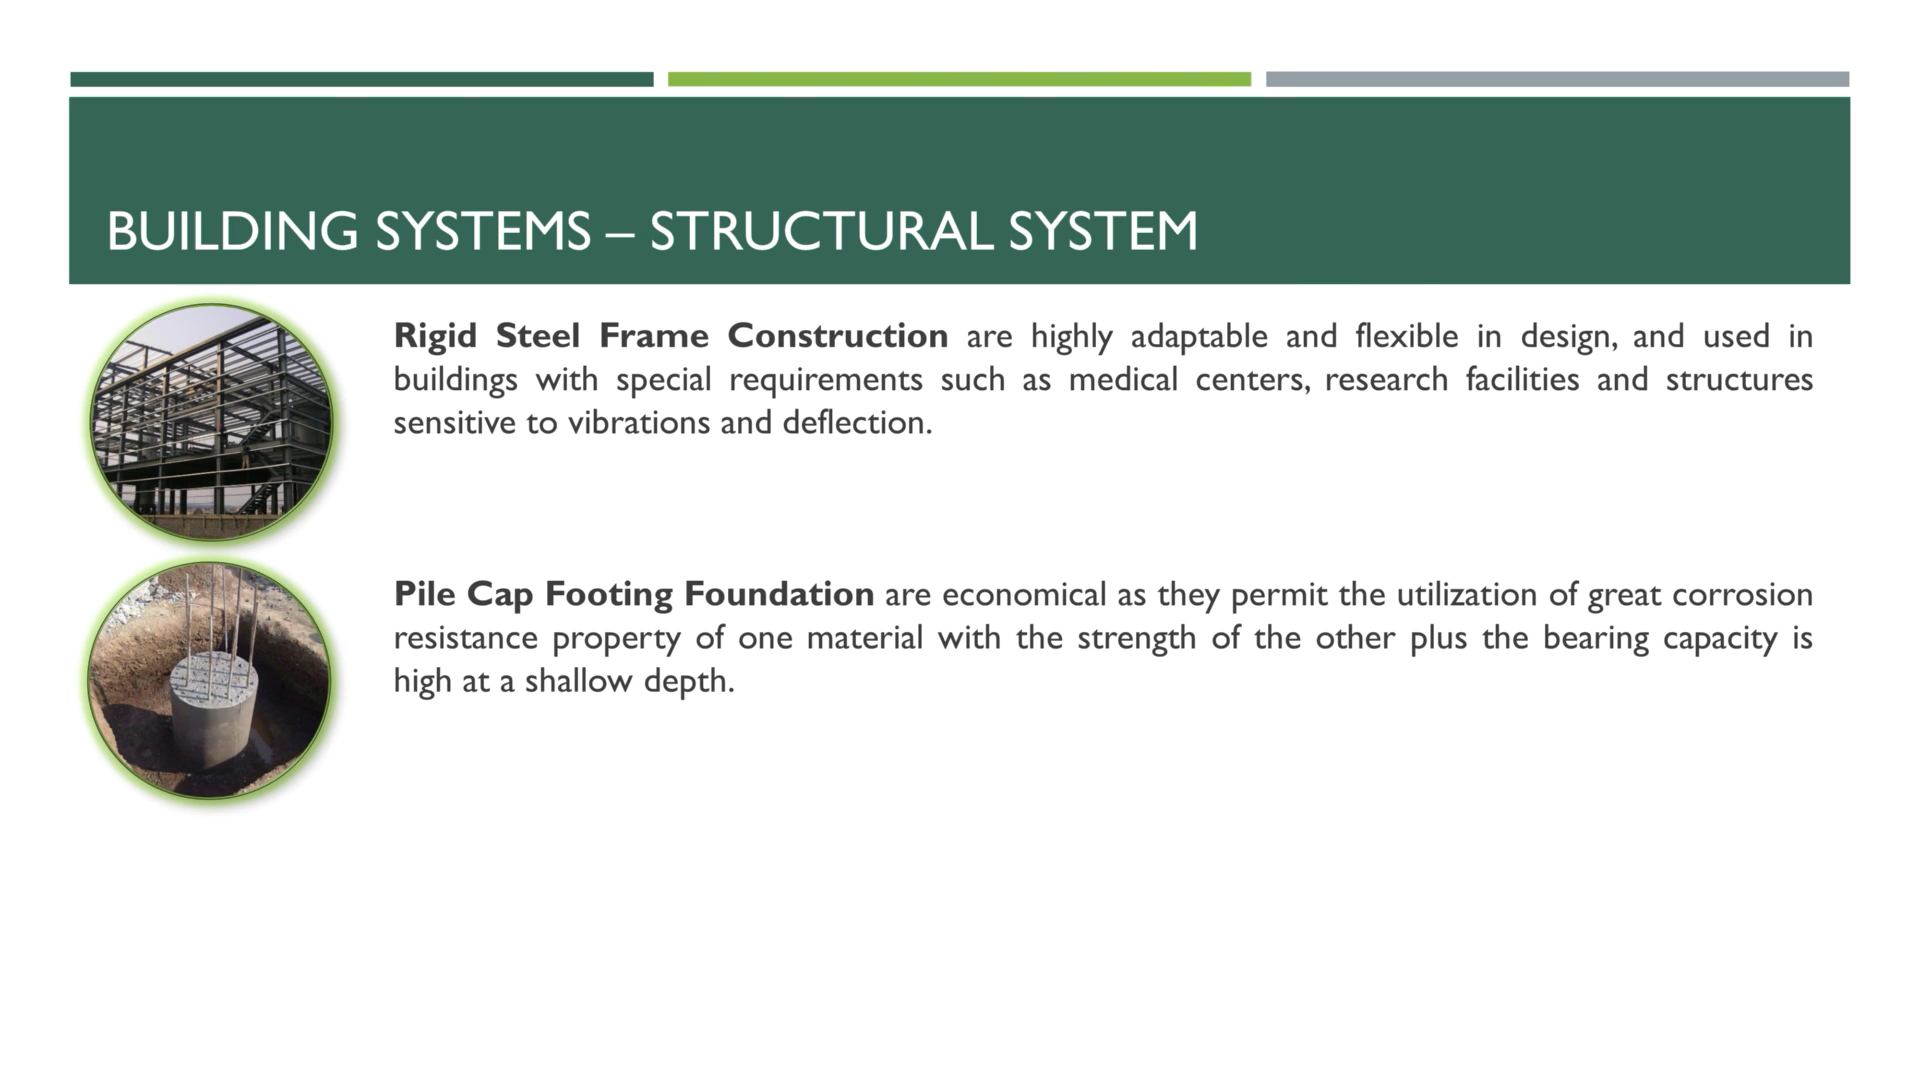 BUILDING SYSTEMS – STRUCTURAL SYSTEM
Rigid Steel Frame Construction are highly adaptable and flexible in design, and used in
buildings with special requirements such as medical centers, research facilities and structures
sensitive to vibrations and deflection.
Pile Cap Footing Foundation are economical as they permit the utilization of great corrosion
resistance property of one material with the strength of the other plus the bearing capacity is
high at a shallow depth.